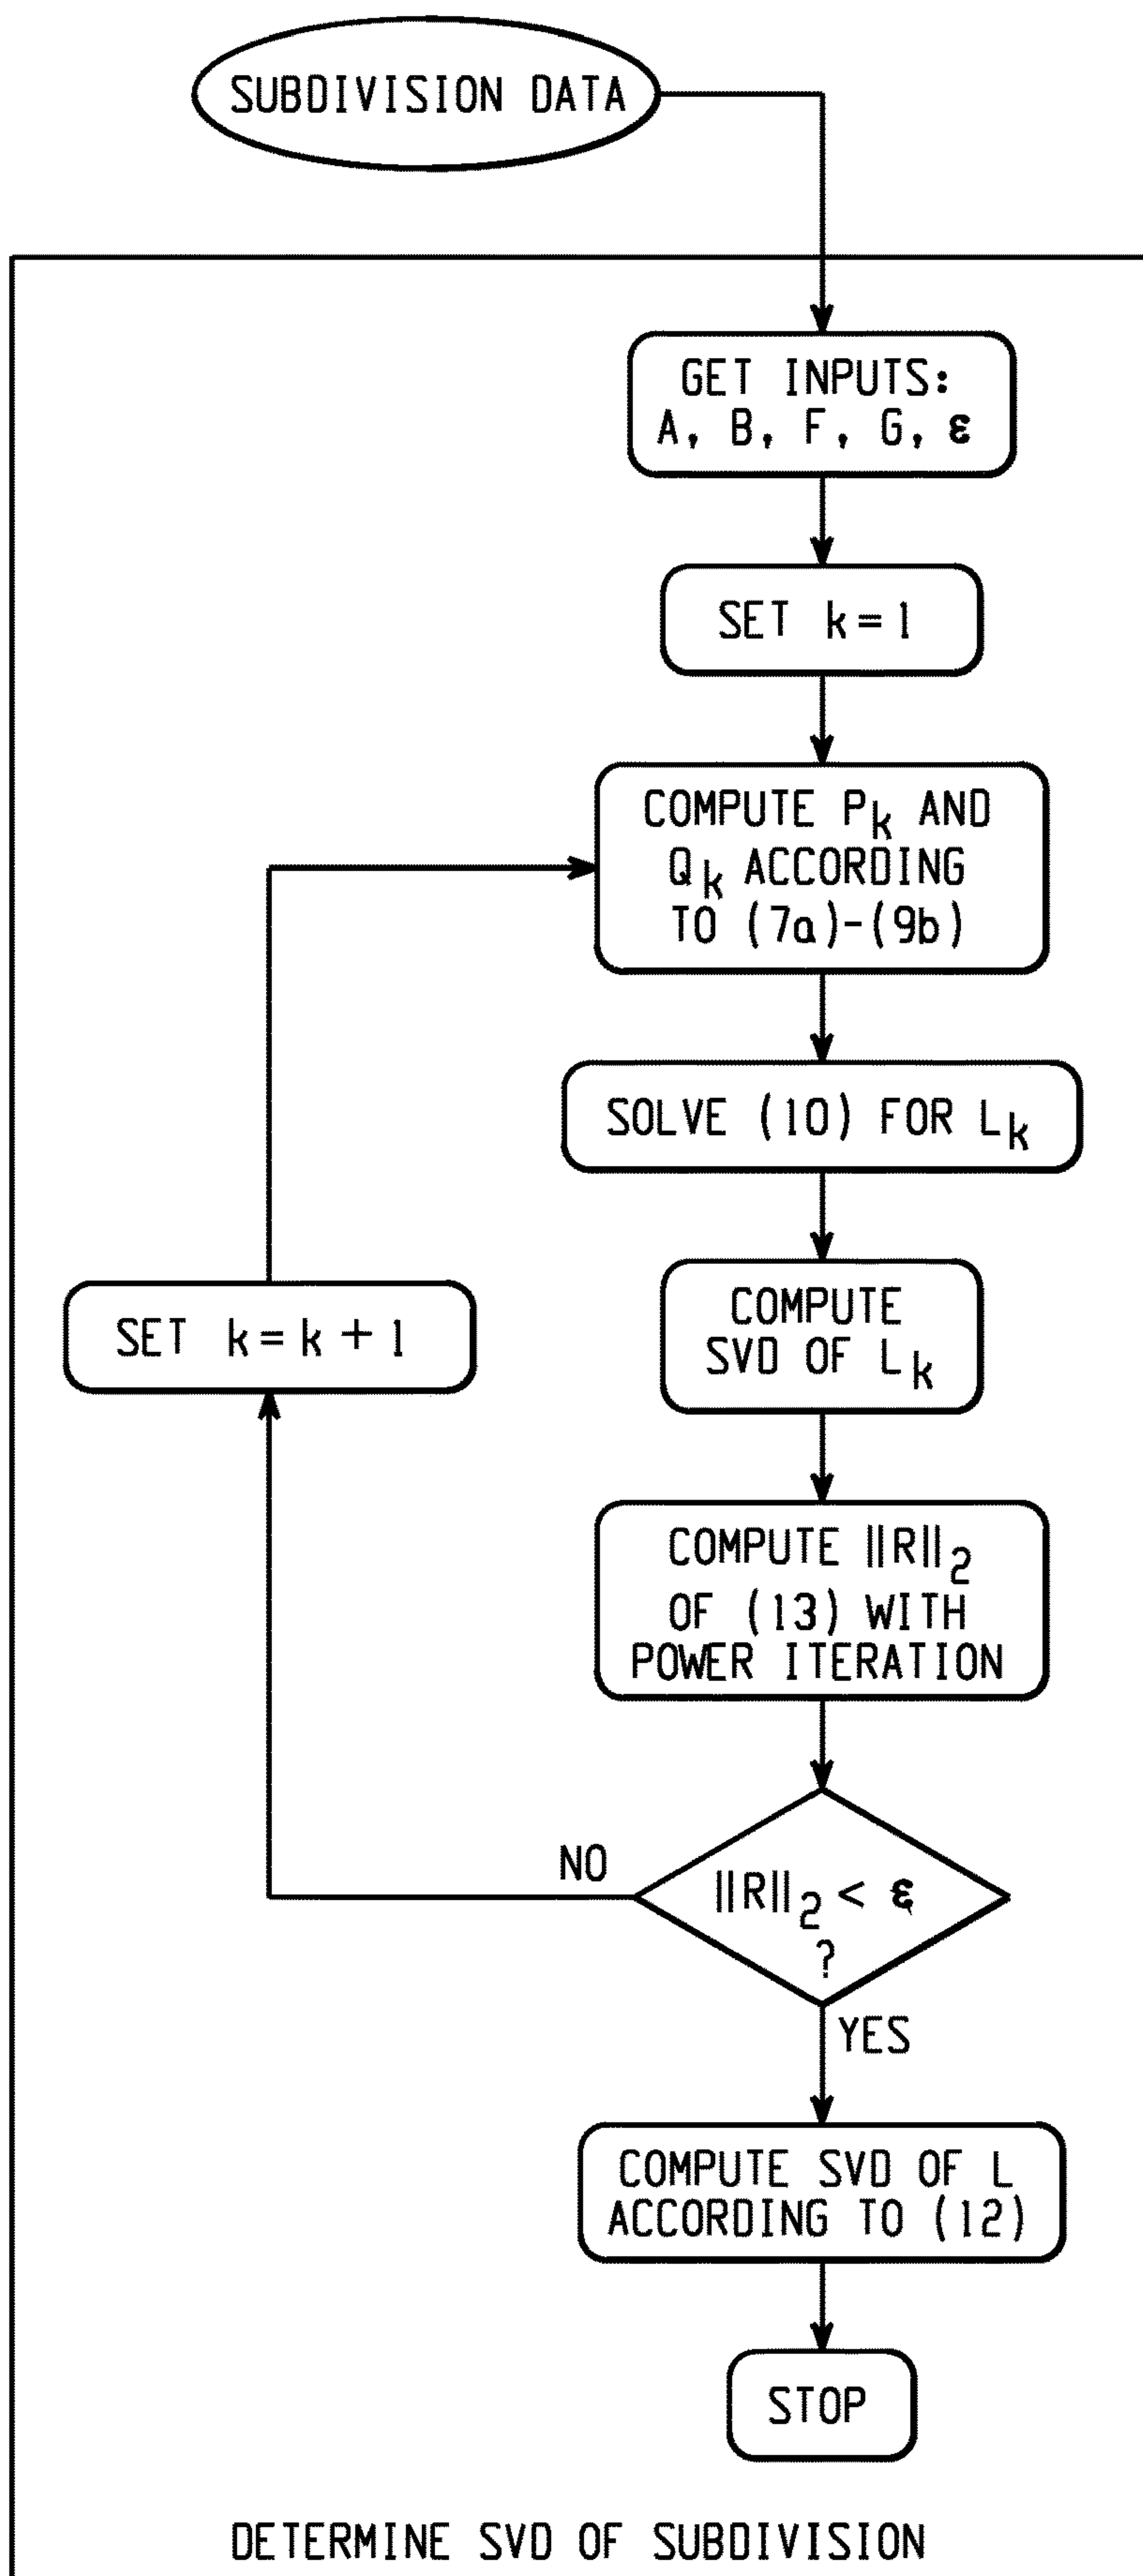 SUBDIVISION DATA
GET INPUTS:
A, B, F, G, ε
SET k=1
COMPUTE Pk AND
Qk ACCORDING
TO (7a)-(9b)
SOLVE (10) FOR Lk
COMPUTE
SVD OF Lk
SET k=k+1
COMPUTE ||R||2
OF (13) WITH
POWER ITERATION
NO
||R||2 < ε
?
YES
COMPUTE SVD OF L
ACCORDING TO (12)
STOP
DETERMINE SVD OF SUBDIVISION